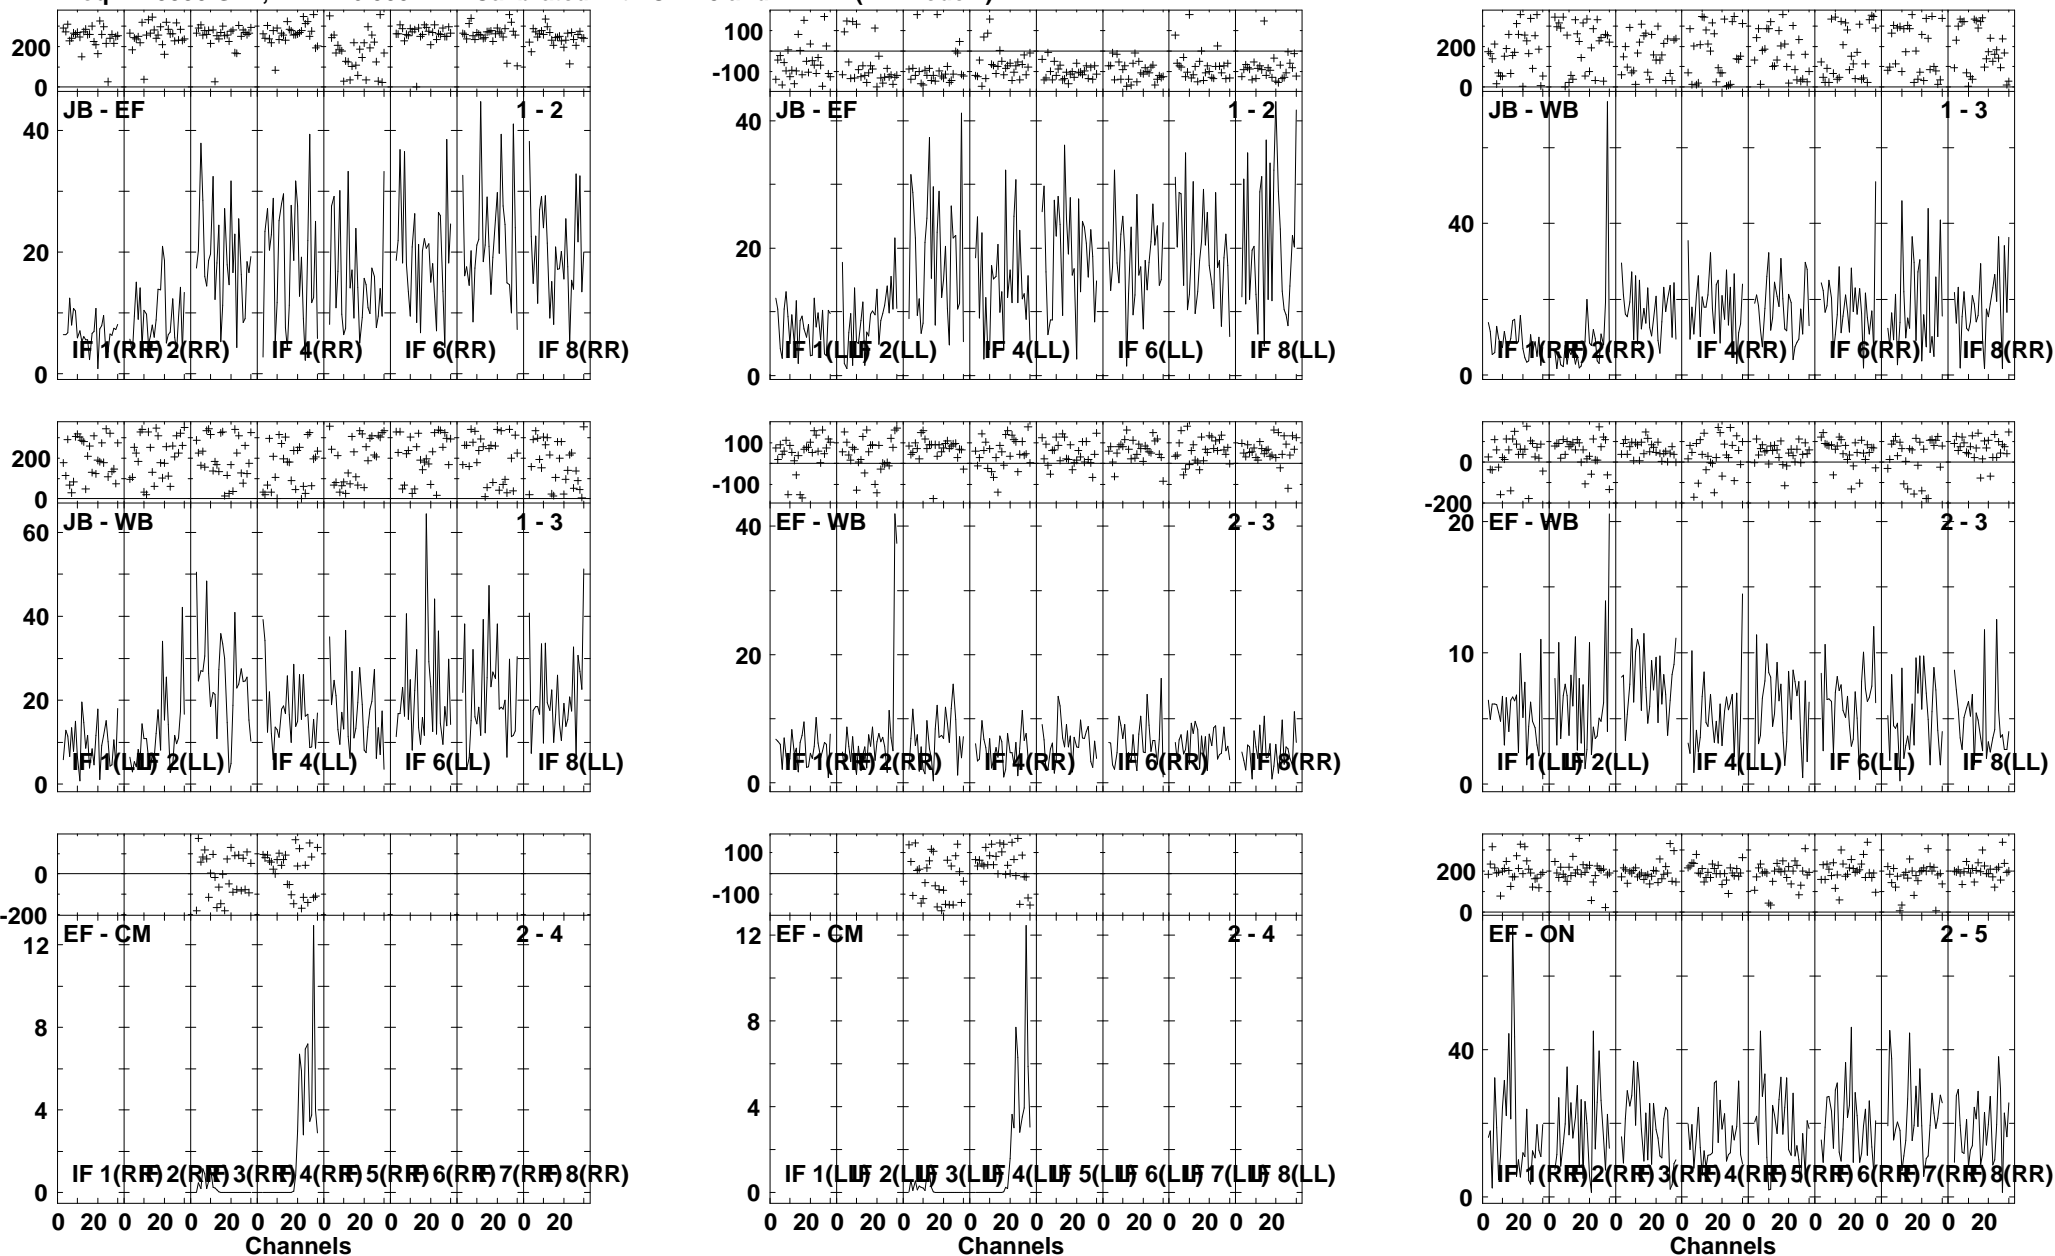 200
0
JB - EF 1 - 2
40
20
0
IF 1(RR) IF 2(RR) IF 4(RR) IF 6(RR) IF 8(RR)
100
-100
JB - EF 1 - 2
40
20
0
IF 1(LL) IF 2(LL) IF 4(LL) IF 6(LL) IF 8(LL)
200
0
JB - WB 1 - 3
40
0
IF 1(RR) IF 2(RR) IF 4(RR) IF 6(RR) IF 8(RR)
200
0
JB - WB 1 - 3
60
40
20
0
IF 1(LL) IF 2(LL) IF 4(LL) IF 6(LL) IF 8(LL)
100
-100
EF - WB 2 - 3
40
20
0
IF 1(RR) IF 2(RR) IF 4(RR) IF 6(RR) IF 8(RR)
0
-200
EF - WB 2 - 3
20
10
0
IF 1(LL) IF 2(LL) IF 4(LL) IF 6(LL) IF 8(LL)
0
-200
EF - CM 2 - 4
12
8
4
0
IF 1(RR) IF 2(RR) IF 3(RR) IF 4(RR) IF 5(RR) IF 6(RR) IF 7(RR) IF 8(RR)
0 20 0 20 0 20 0 20 0 20 0 20 0 20 0 20
Channels
100
-100
EF - CM 2 - 4
12
8
4
0
IF 1(LL) IF 2(LL) IF 3(LL) IF 4(LL) IF 5(LL) IF 6(LL) IF 7(LL) IF 8(LL)
0 20 0 20 0 20 0 20 0 20 0 20 0 20 0 20
Channels
200
0
EF - ON 2 - 5
40
0
IF 1(RR) IF 2(RR) IF 3(RR) IF 4(RR) IF 5(RR) IF 6(RR) IF 7(RR) IF 8(RR)
0 20 0 20 0 20 0 20 0 20 0 20 0 20 0 20
Channels